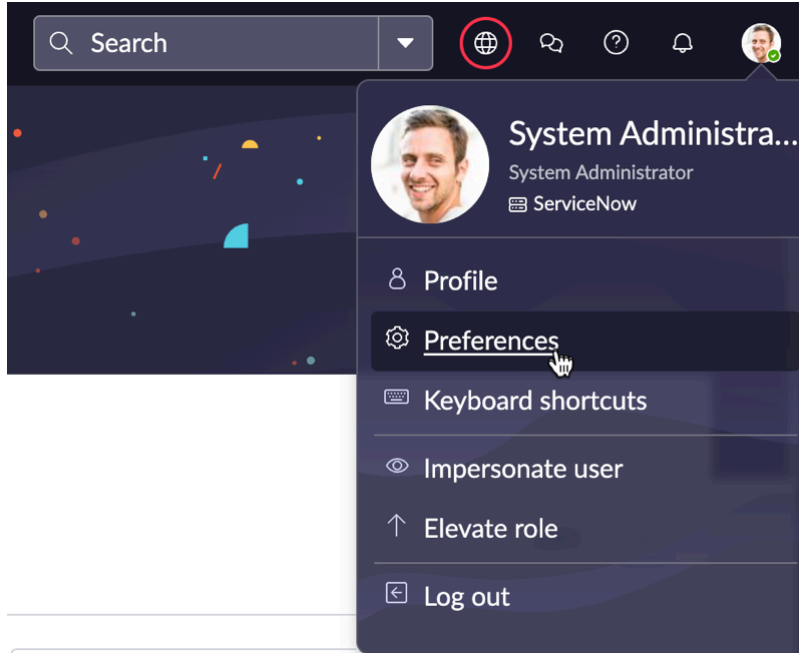 Search
System Administra...
System Administrator
ServiceNow
Profile
Preferences
Keyboard shortcuts
Impersonate user
Elevate role
Log out